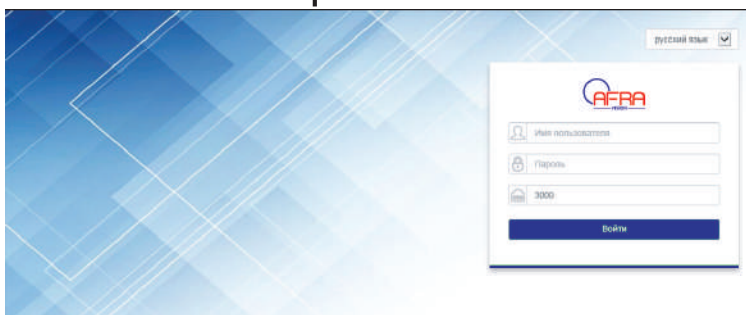 русский язык
AFRA
Имя пользователя
Пароль
3000
Войти